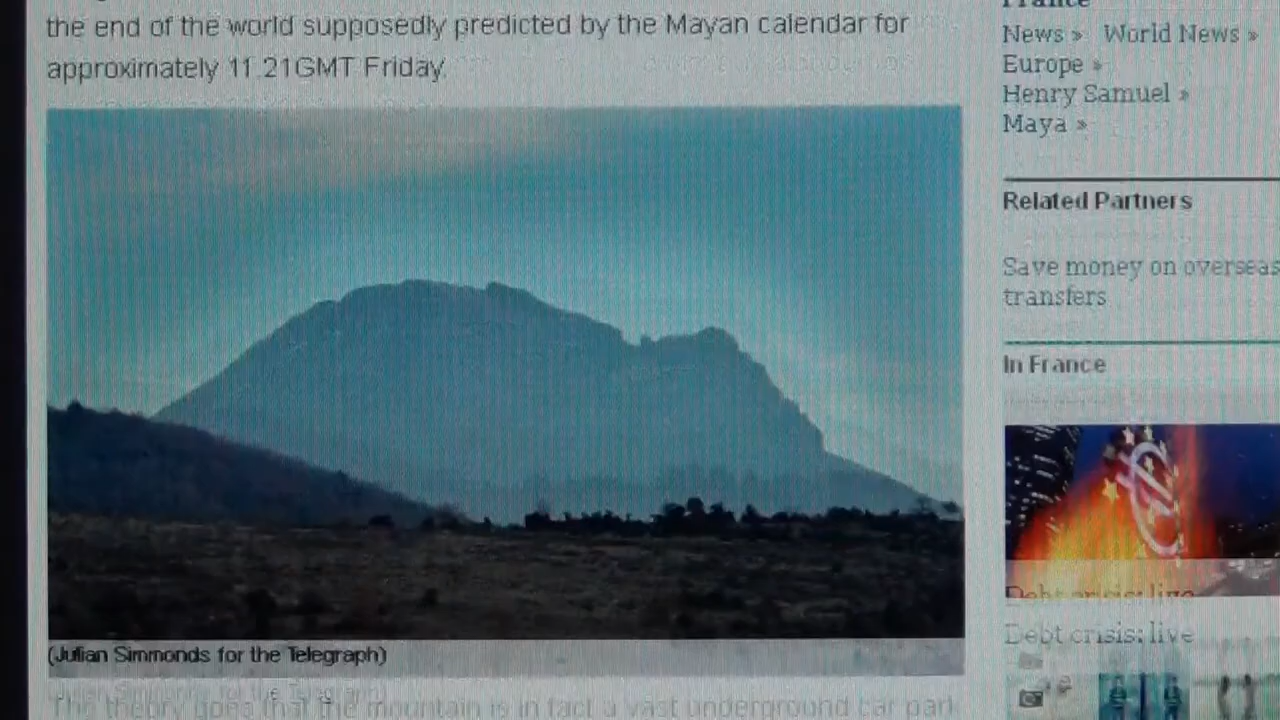 the end of the world supposedly predicted by the Mayan calendar for
approximately 11.21GMT Friday.
(Julian Simmonds for the Telegraph)
The theory goes that the mountain is in fact a vast underground car park
France
News » World News »
Europe »
Henry Samuel »
Maya »
Related Partners
Save money on overseas
transfers
In France
Debt crisis: live